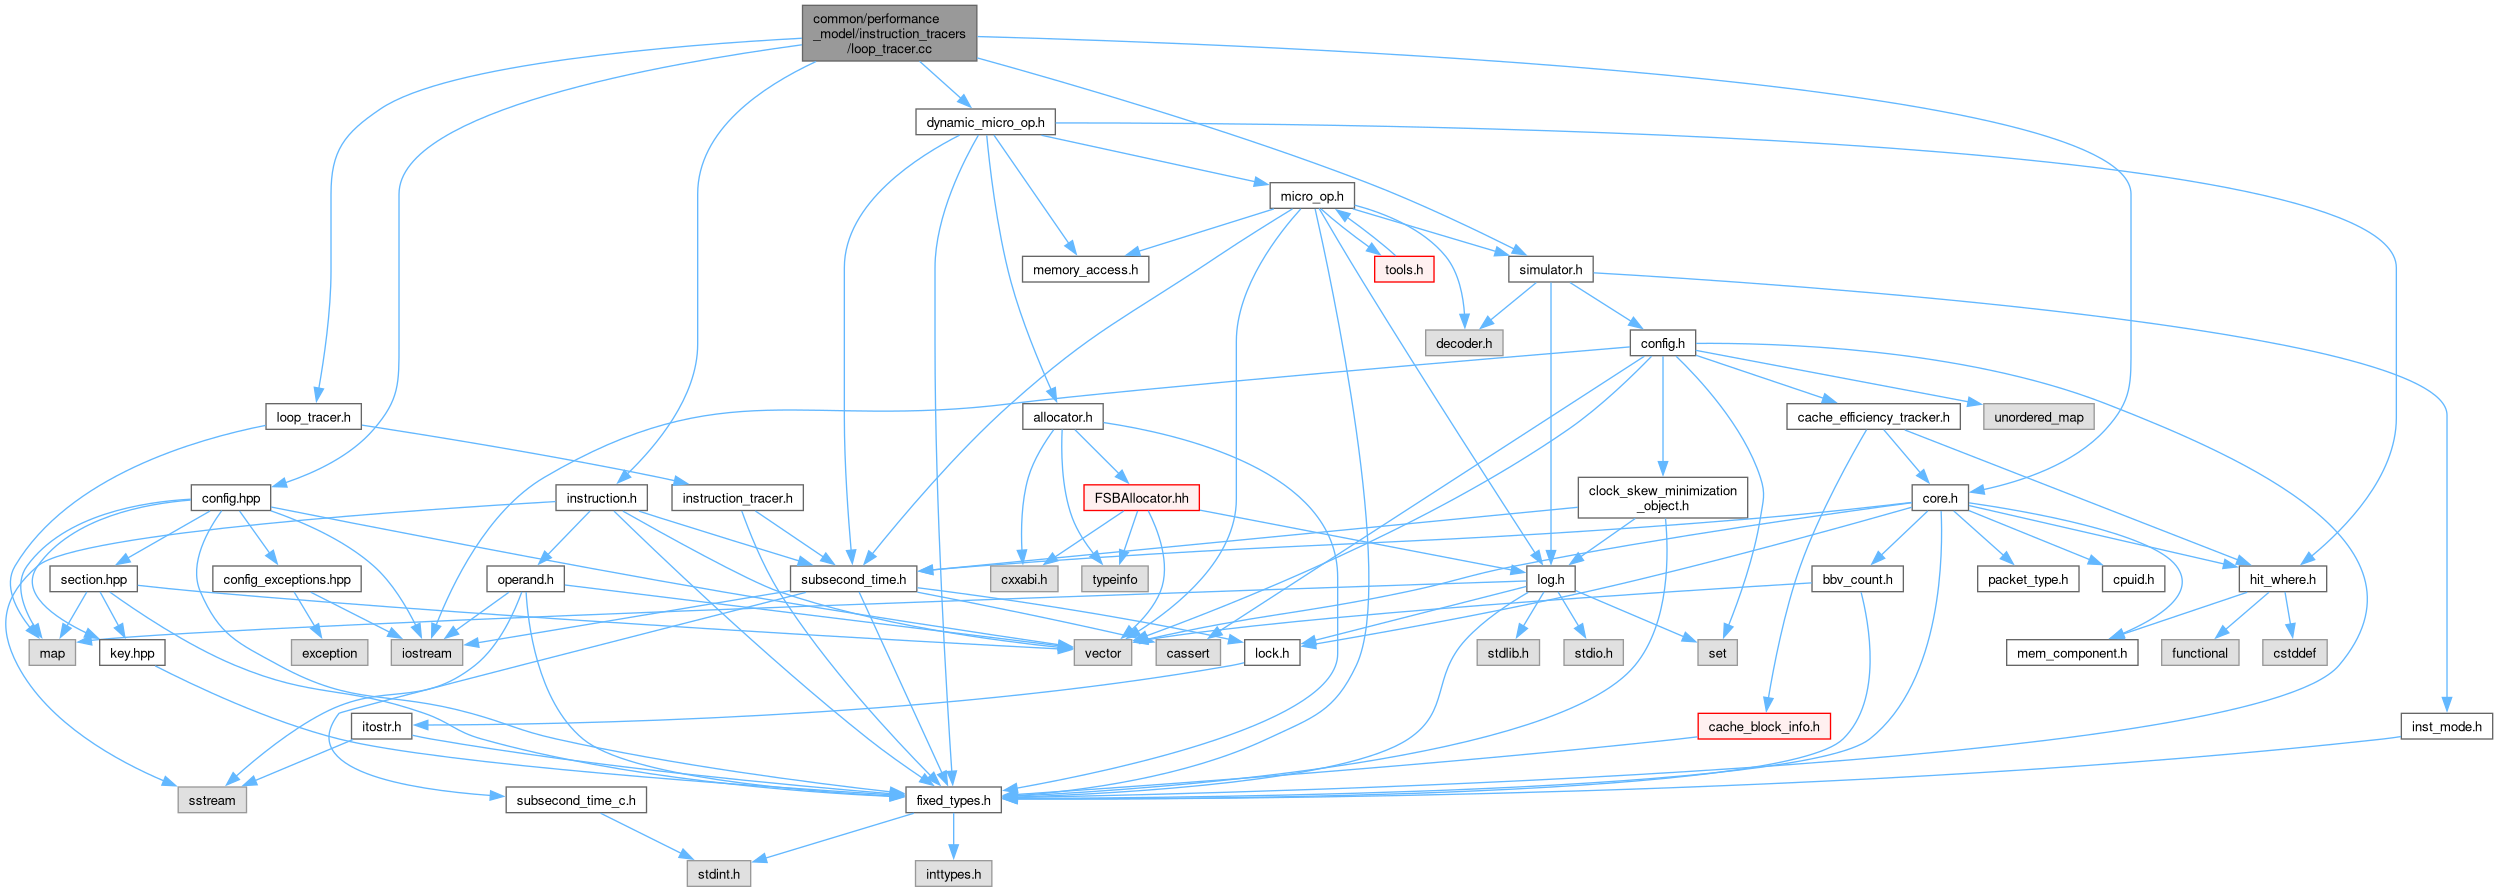 common/performance
_model/instruction_tracers
/loop_tracer.cc
dynamic_micro_op.h
micro_op.h
memory_access.h
tools.h
simulator.h
decoder.h
config.h
loop_tracer.h
allocator.h
cache_efficiency_tracker.h
unordered_map
config.hpp
instruction.h
instruction_tracer.h
FSBAllocator.hh
clock_skew_minimization
_object.h
core.h
section.hpp
config_exceptions.hpp
operand.h
subsecond_time.h
cxxabi.h
typeinfo
log.h
bbv_count.h
packet_type.h
cpuid.h
hit_where.h
map
key.hpp
exception
iostream
vector
cassert
lock.h
stdlib.h
stdio.h
set
mem_component.h
functional
cstddef
itostr.h
cache_block_info.h
inst_mode.h
sstream
subsecond_time_c.h
fixed_types.h
stdint.h
inttypes.h